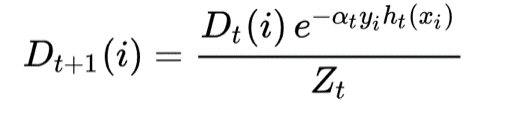 D_{t+1}(i) = \frac{D_t(i) e^{-\alpha_t y_i h_t(x_i)}}{Z_t}